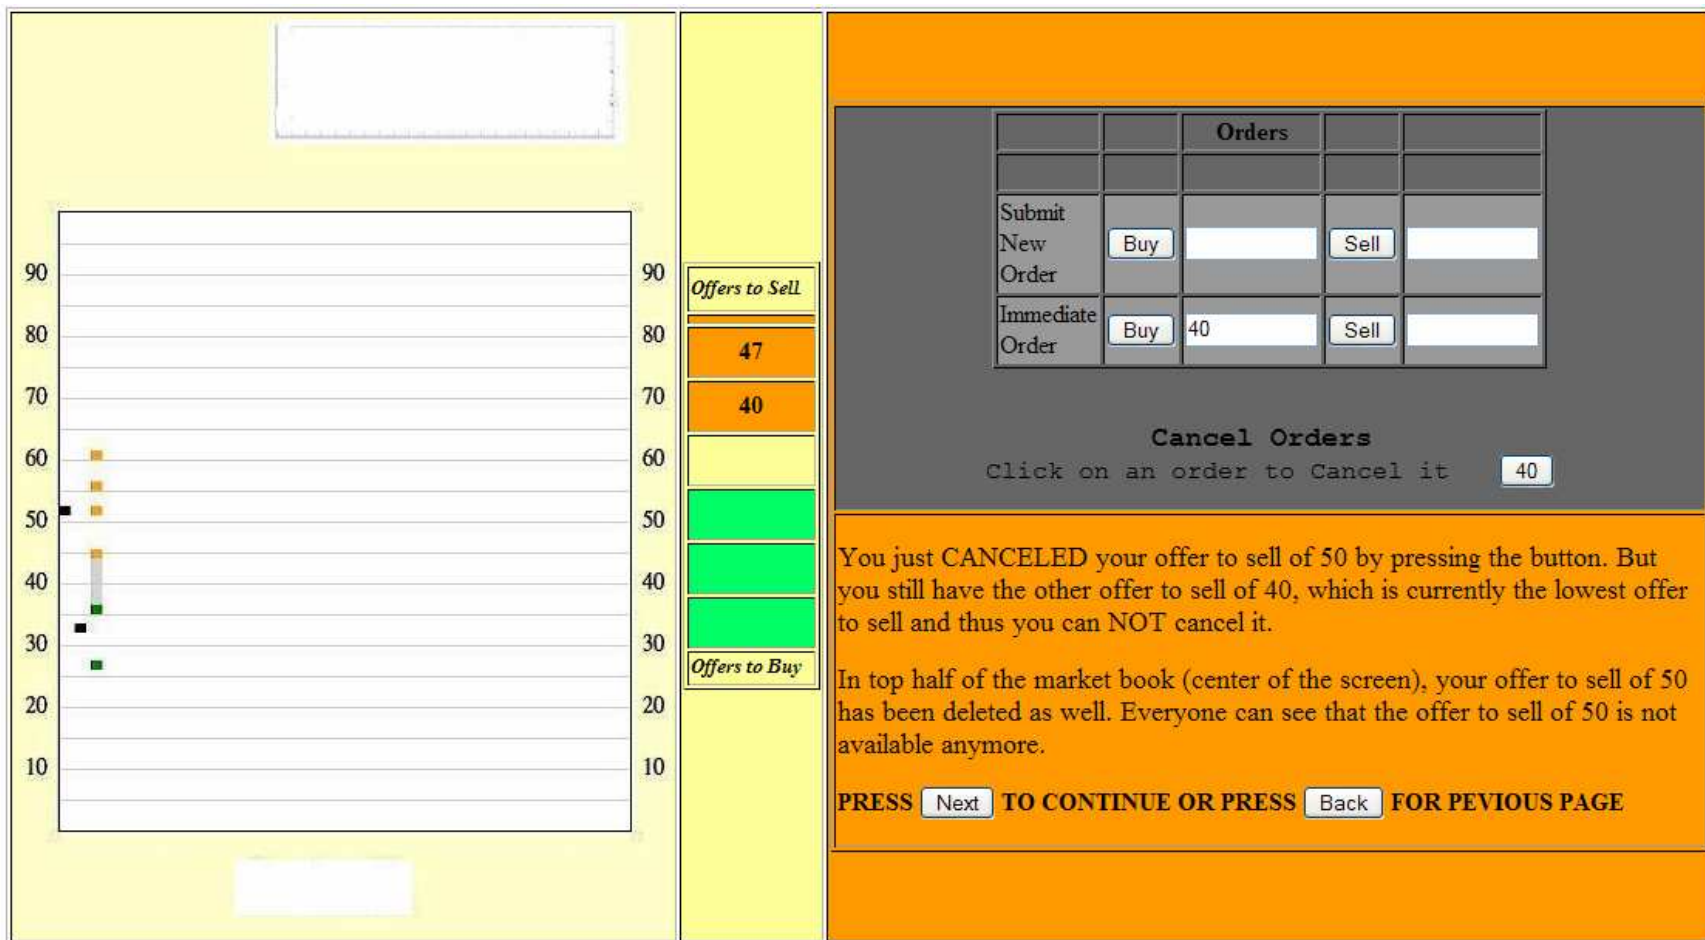 90
80
70
60
50
40
30
20
10
90
80
70
60
50
40
30
20
10
Offers to Sell
47
40
Offers to Buy
Orders
Submit
New
Order
Buy
Sell
Immediate
Order
Buy
40
Sell
Cancel Orders
Click on an order to Cancel it 40
You just CANCELED your offer to sell of 50 by pressing the button. But
you still have the other offer to sell of 40, which is currently the lowest offer
to sell and thus you can NOT cancel it.
In top half of the market book (center of the screen), your offer to sell of 50
has been deleted as well. Everyone can see that the offer to sell of 50 is not
available anymore.
PRESS Next TO CONTINUE OR PRESS Back FOR PEVIOUS PAGE